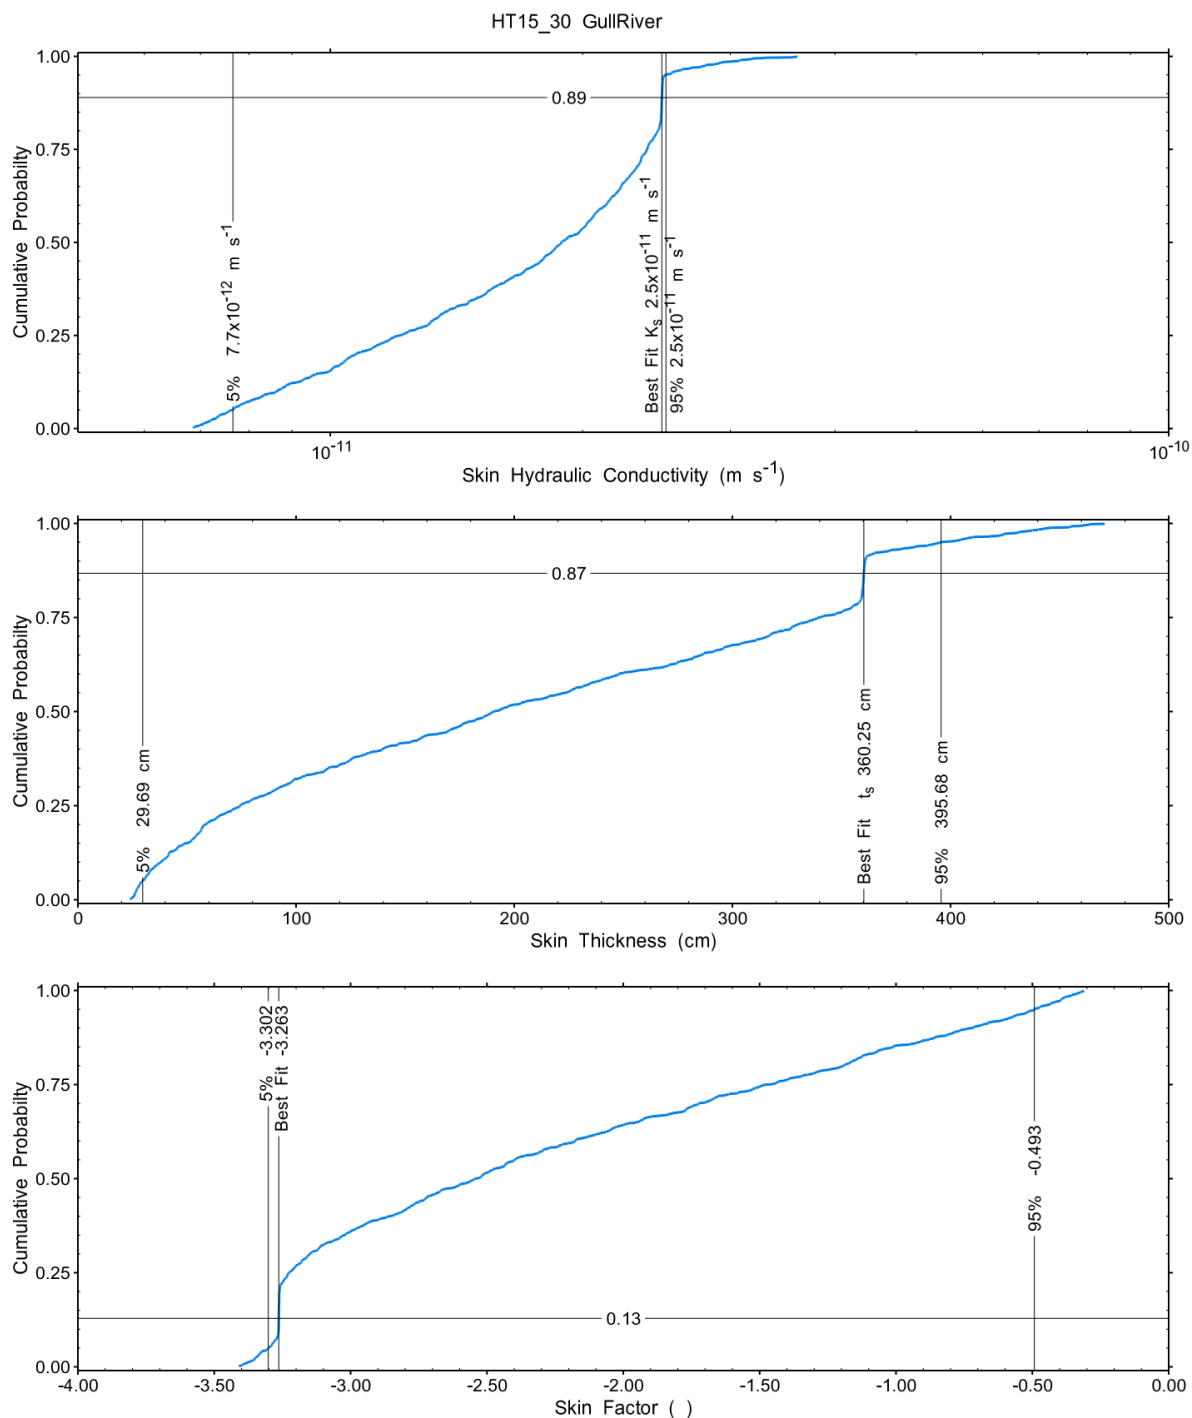 HT15_30 GullRiver
Cumulative Probabilty
1.00
0.75
0.50
0.25
0.00
0.89
5% 7.7x10^-12 m s^-1
Best Fit K_s 2.5x10^-11 m s^-1
95% 2.5x10^-11 m s^-1
10^-11
10^-10
Skin Hydraulic Conductivity (m s^-1)
Cumulative Probabilty
1.00
0.75
0.50
0.25
0.00
0.87
5% 29.69 cm
Best Fit t_s 360.25 cm
95% 395.68 cm
0 100 200 300 400 500
Skin Thickness (cm)
Cumulative Probabilty
1.00
0.75
0.50
0.25
0.00
0.13
5% -3.302
Best Fit -3.263
95% -0.493
-4.00 -3.50 -3.00 -2.50 -2.00 -1.50 -1.00 -0.50 0.00
Skin Factor ( )